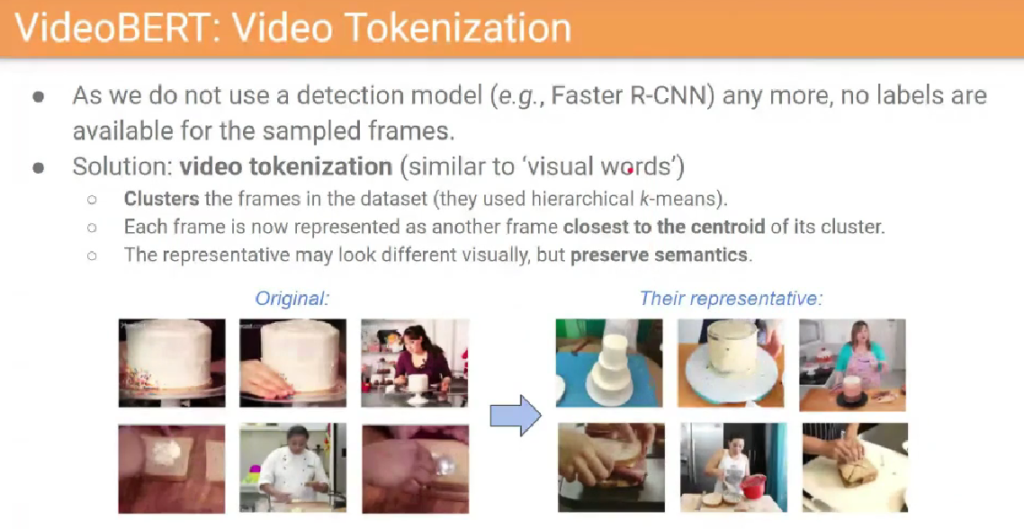 VideoBERT: Video Tokenization
● As we do not use a detection model (e.g., Faster R-CNN) any more, no labels are
available for the sampled frames.
● Solution: video tokenization (similar to ‘visual words’)
○ Clusters the frames in the dataset (they used hierarchical k-means).
○ Each frame is now represented as another frame closest to the centroid of its cluster.
○ The representative may look different visually, but preserve semantics.
Original:
Their representative: